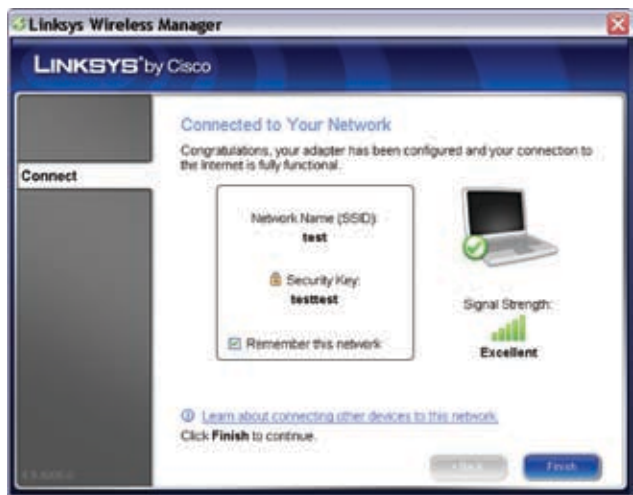 Linksys Wireless Manager
LINKSYS® by Cisco
Connect
Connected to Your Network
Congratulations, your adapter has been configured and your connection to
the Internet is fully functional.
Network Name (SSID):
test
Security Key:
testtest
Remember this network
Signal Strength:
Excellent
Learn about connecting other devices to this network.
Click Finish to continue.
Finish